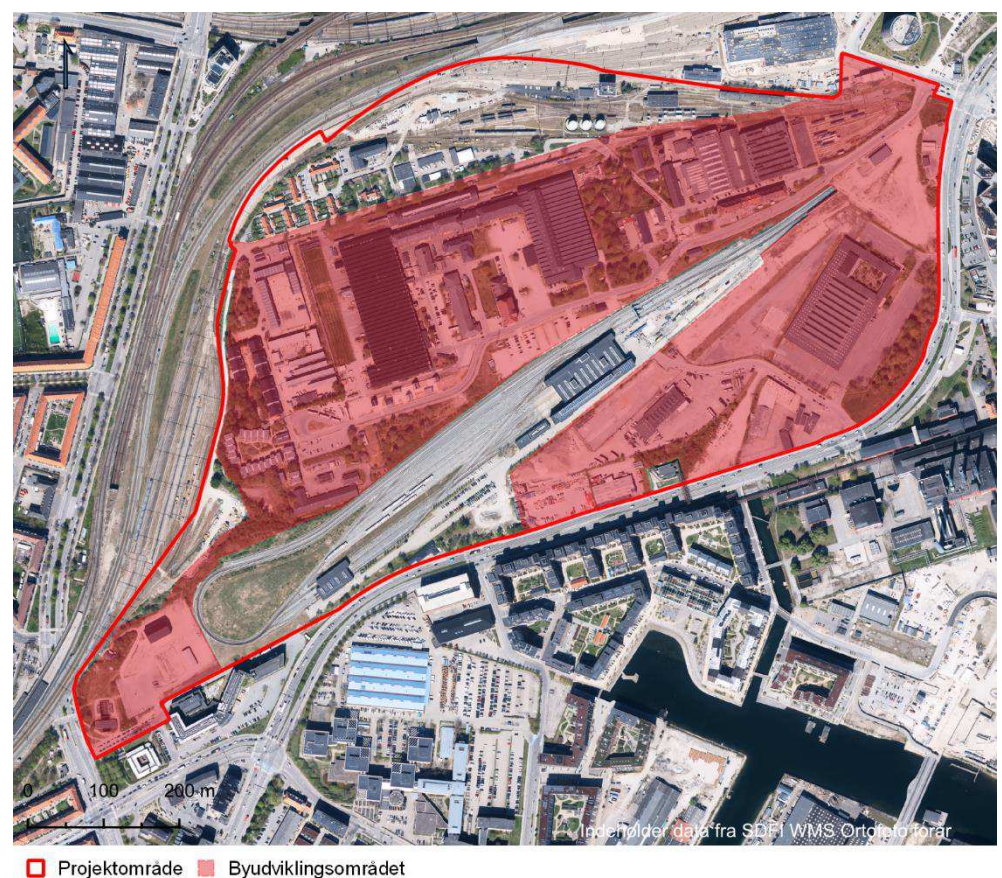 0 100 200 m
Indeholder data fra SDFI WMS Ortofoto forår
Projektområde Byudviklingsområdet